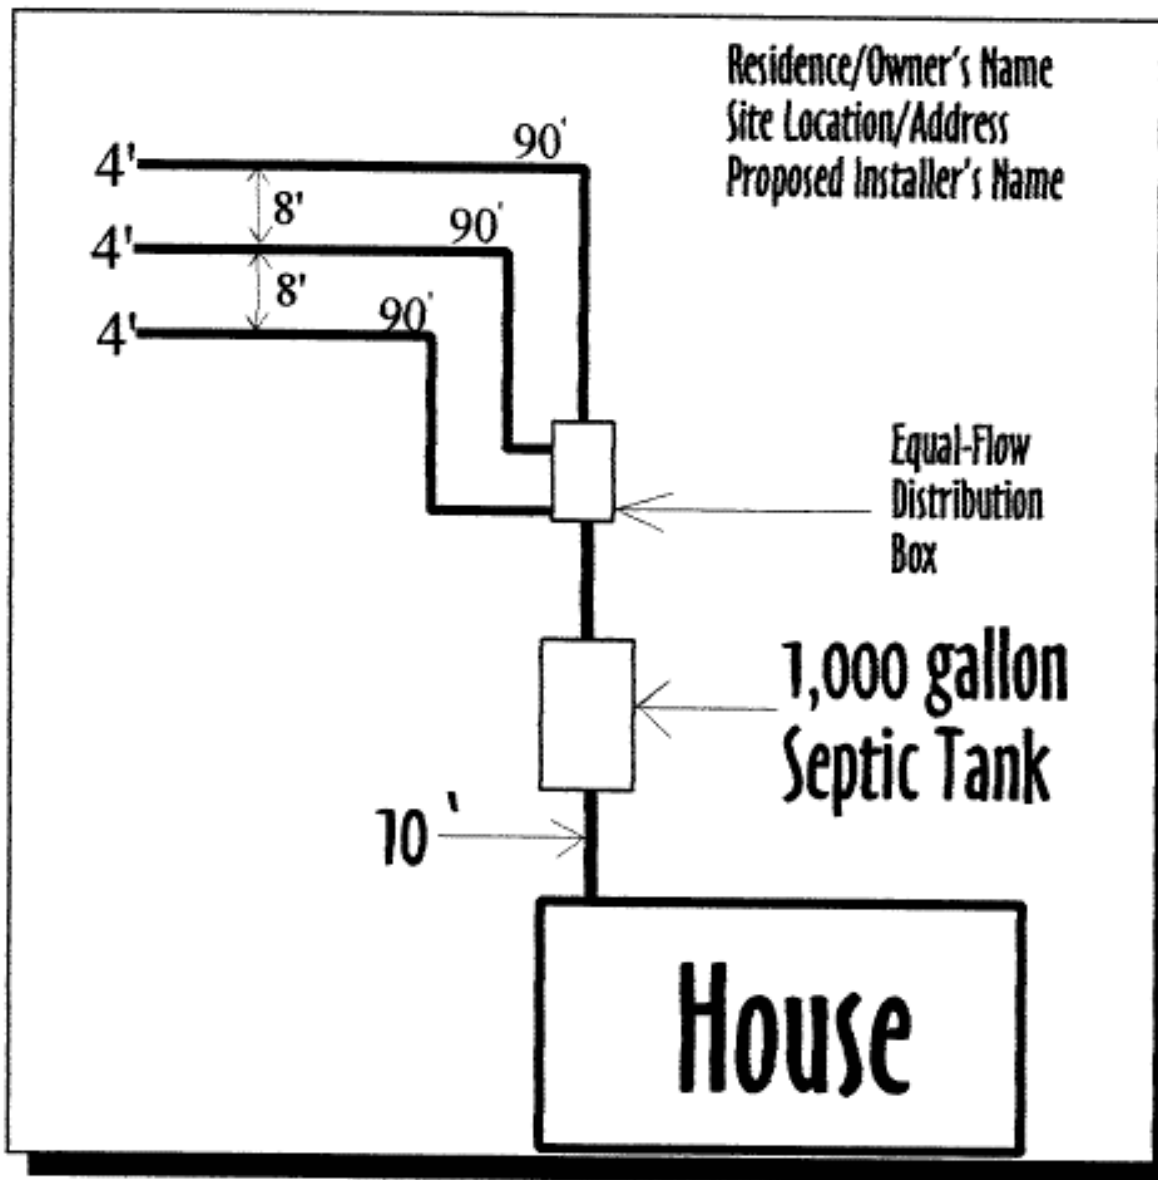 Residence/Owner's Name
Site Location/Address
Proposed Installer's Name
90'
4'
8'
90'
4'
8'
90'
4'
Equal-Flow
Distribution
Box
1,000 gallon
Septic Tank
10'
House